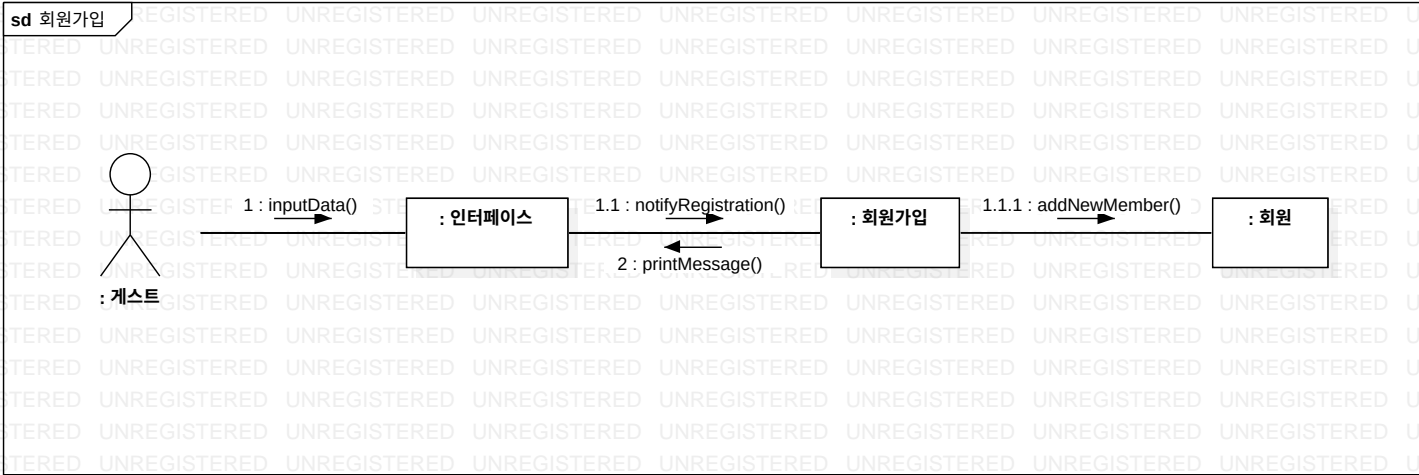 sd 회원가입
1 : inputData()
1.1 : notifyRegistration()
1.1.1 : addNewMember()
: 인터페이스
: 회원가입
: 회원
2 : printMessage()
: 게스트
UNREGISTERED